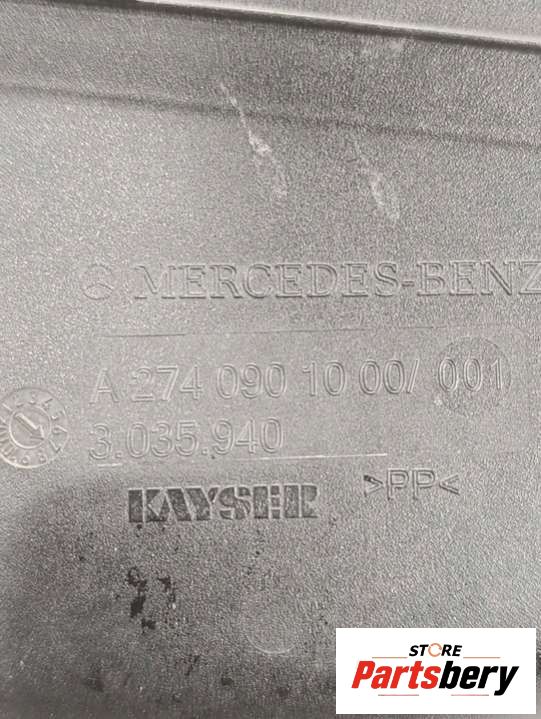 MERCEDES-BENZ
A 274 090 10 00/ 001
3.035.940
KAYSER >PP<
STORE
Partsbery